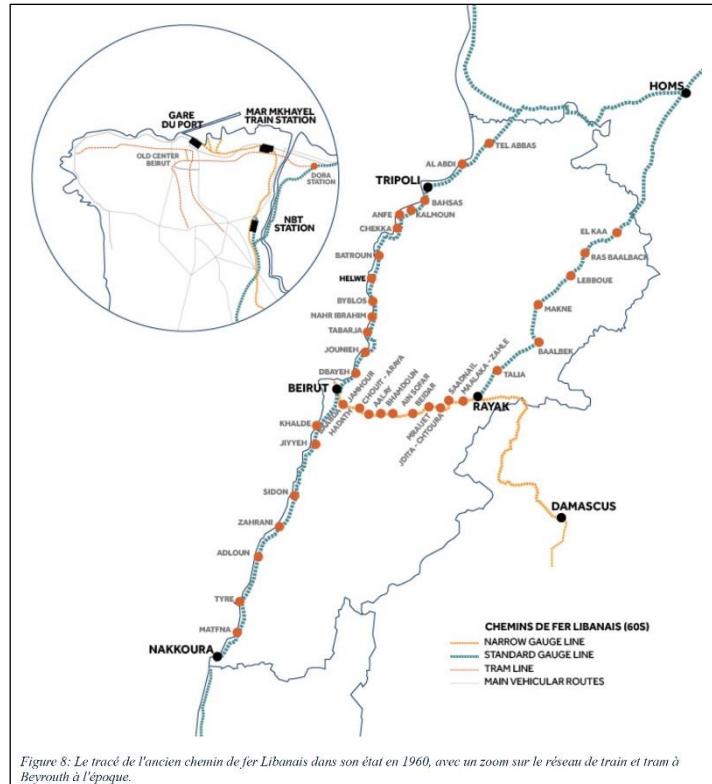 GARE
DU PORT
MAR MKHAYEL
TRAIN STATION
OLD CENTER
BEIRUT
DORA
STATION
NBT
STATION
HOMS
TEL ABBAS
AL ABDI
TRIPOLI
BAHSAS
ANFE
KALMOUN
CHEKKA
EL KAA
RAS BAALBACK
BATROUN
LEBBOUE
HELWE
BYBLOS
MAKNE
NAHR IBRAHIM
TABARJA
JOUNIEH
BAALBEK
DBAYEH
TALIA
BEIRUT
BAABDA
HADATH
JAMHOUR
CHOUIT - ARAYA
AALAY
BHAMDOUN
AIN SOFAR
BEIDAR
MRAIJET
JDITA - CHTOURA
SAADNAIL
MAALAKA - ZAHLE
RAYAK
KHALDE
JIYYEH
SIDON
DAMASCUS
ZAHRANI
ADLOUN
TYRE
MATFNA
NAKKOURA
CHEMINS DE FER LIBANAIS (60S)
NARROW GAUGE LINE
STANDARD GAUGE LINE
TRAM LINE
MAIN VEHICULAR ROUTES
Figure 8: Le tracé de l'ancien chemin de fer Libanais dans son état en 1960, avec un zoom sur le réseau de train et tram à
Beyrouth à l'époque.